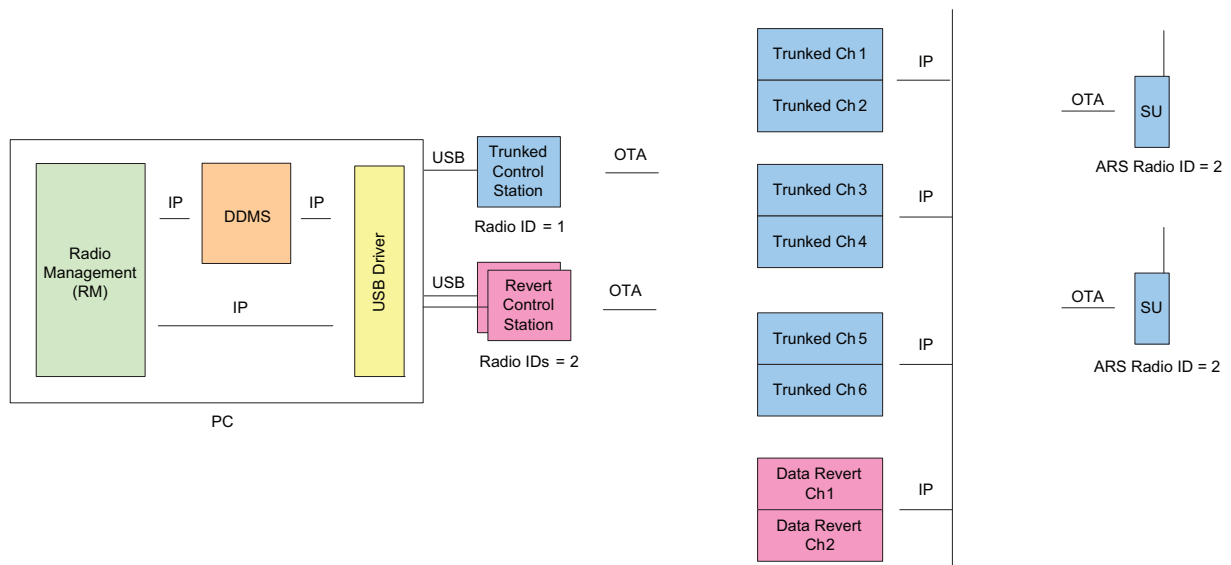 Radio
Management
(RM)
IP
DDMS
IP
IP
USB Driver
PC
USB
Trunked
Control
Station
Radio ID = 1
OTA
USB
Revert
Control
Station
Radio IDs = 2
OTA
Trunked Ch 1
Trunked Ch 2
IP
Trunked Ch 3
Trunked Ch 4
IP
Trunked Ch 5
Trunked Ch 6
IP
Data Revert
Ch1
Data Revert
Ch2
IP
OTA
SU
ARS Radio ID = 2
OTA
SU
ARS Radio ID = 2